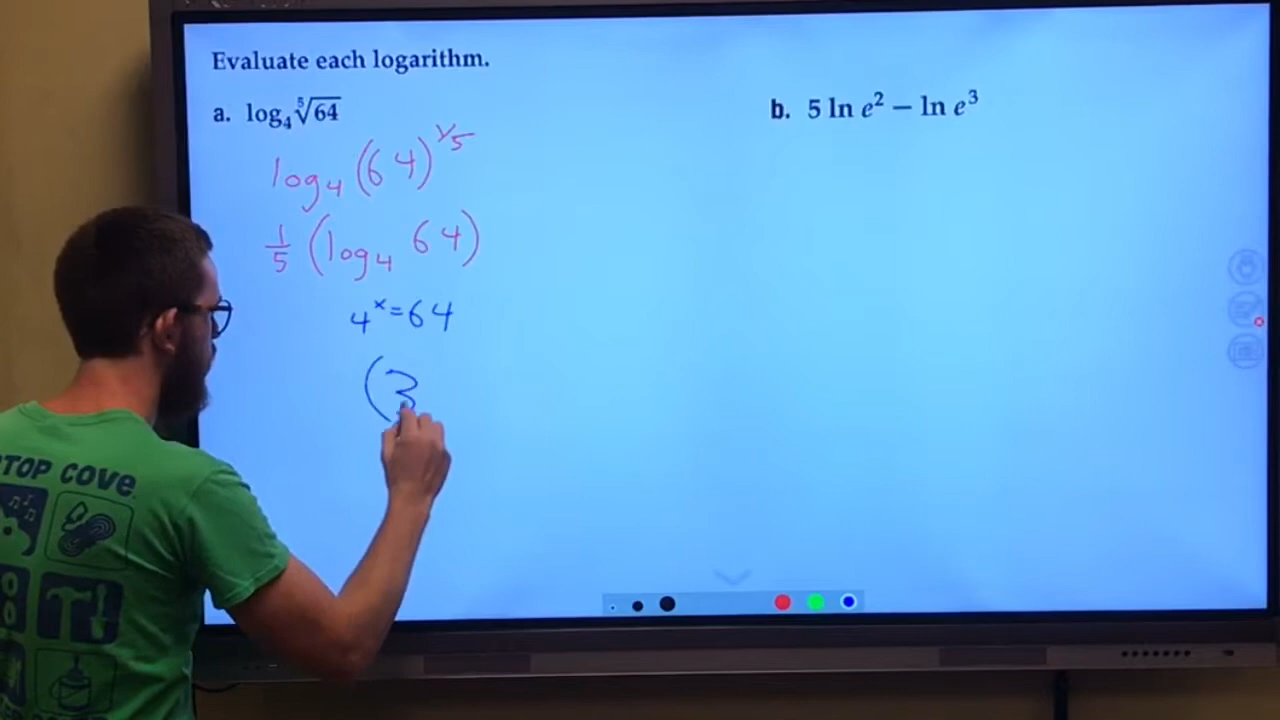 Evaluate each logarithm.
a. log₄ ⁵√64
log₄ (64)^(1/5)
1/5 (log₄ 64)
4^x = 64
(3
b. 5 ln e² − ln e³
TOP COVE